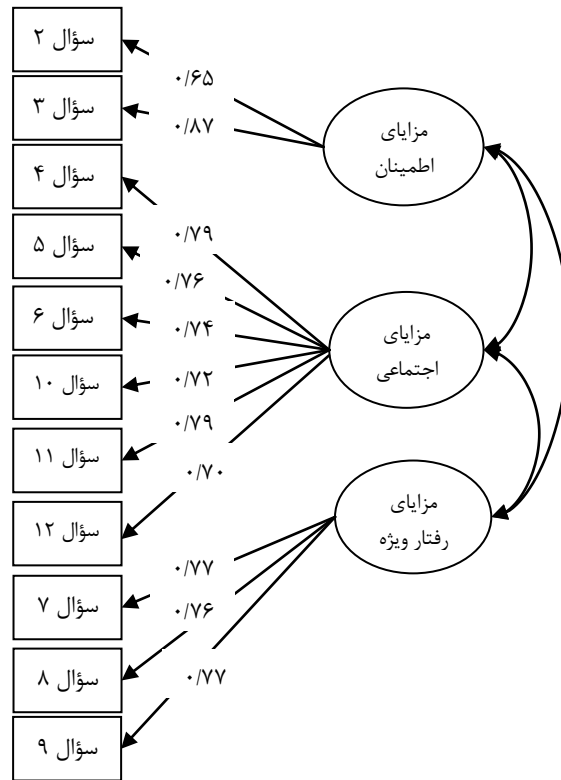 سؤال ۲
۰/۶۵
سؤال ۳
۰/۸۷
مزایای
اطمینان
سؤال ۴
سؤال ۵
۰/۷۹
۰/۷۶
سؤال ۶
۰/۷۴
مزایای
اجتماعی
سؤال ۱۰
۰/۷۲
۰/۷۹
سؤال ۱۱
۰/۷۰
سؤال ۱۲
مزایای
رفتار ویژه
۰/۷۷
سؤال ۷
۰/۷۶
سؤال ۸
۰/۷۷
سؤال ۹